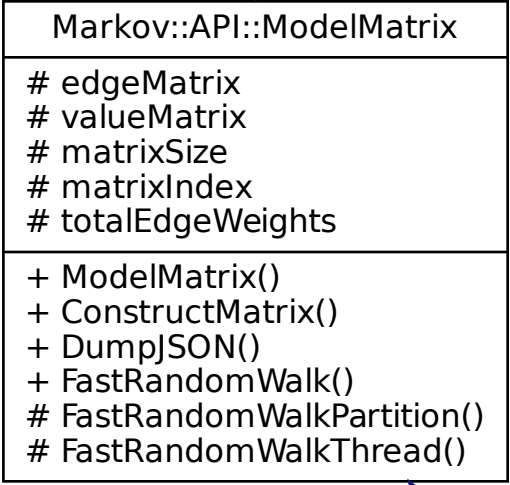 Markov::API::ModelMatrix
# edgeMatrix
# valueMatrix
# matrixSize
# matrixIndex
# totalEdgeWeights
+ ModelMatrix()
+ ConstructMatrix()
+ DumpJSON()
+ FastRandomWalk()
# FastRandomWalkPartition()
# FastRandomWalkThread()